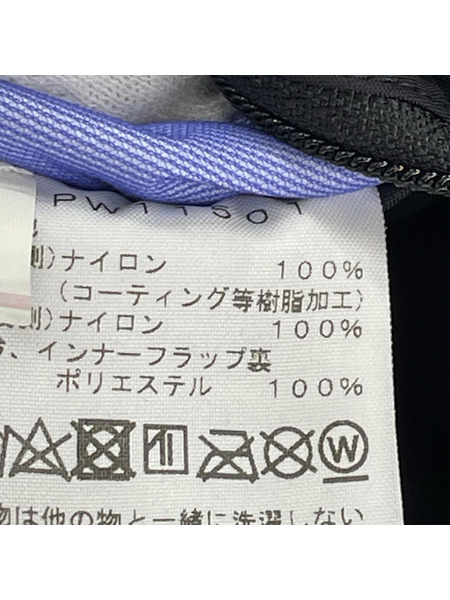 PW11501
側)ナイロン 100%
(コーティング等樹脂加工)
側)ナイロン 100%
、インナーフラップ裏
ポリエステル 100%
W
物は他の物と一緒に洗濯しない